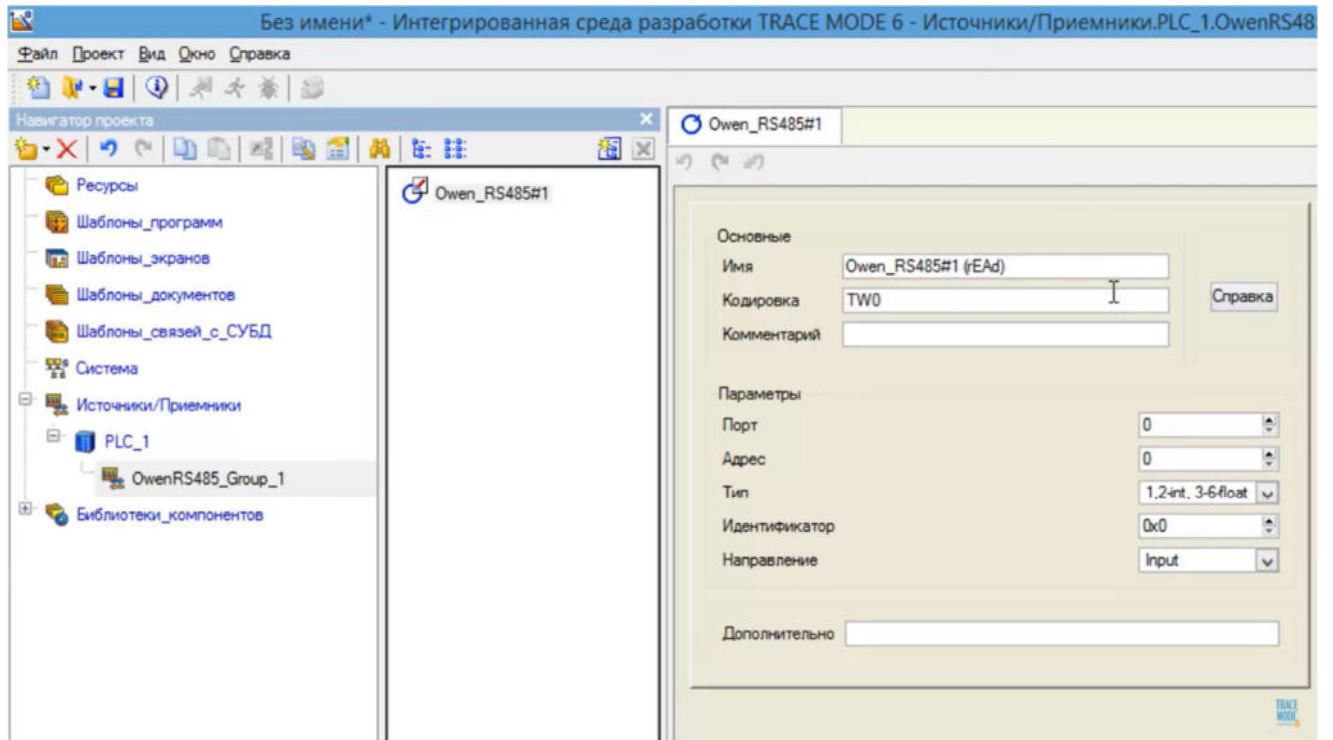 Без имени* - Интегрированная среда разработки TRACE MODE 6 - Источники/Приемники.PLC_1.OwenRS48
Файл Проект Вид Окно Справка
Навигатор проекта
Ресурсы
Шаблоны_программ
Шаблоны_экранов
Шаблоны_документов
Шаблоны_связей_с_СУБД
Система
Источники/Приемники
PLC_1
OwenRS485_Group_1
Библиотеки_компонентов
Owen_RS485#1
Owen_RS485#1
Основные
Имя Owen_RS485#1 (rEAd)
Кодировка TW0
Комментарий
Справка
Параметры
Порт 0
Адрес 0
Тип 1,2-int, 3-6-float
Идентификатор 0x0
Направление Input
Дополнительно
TRACE
MODE